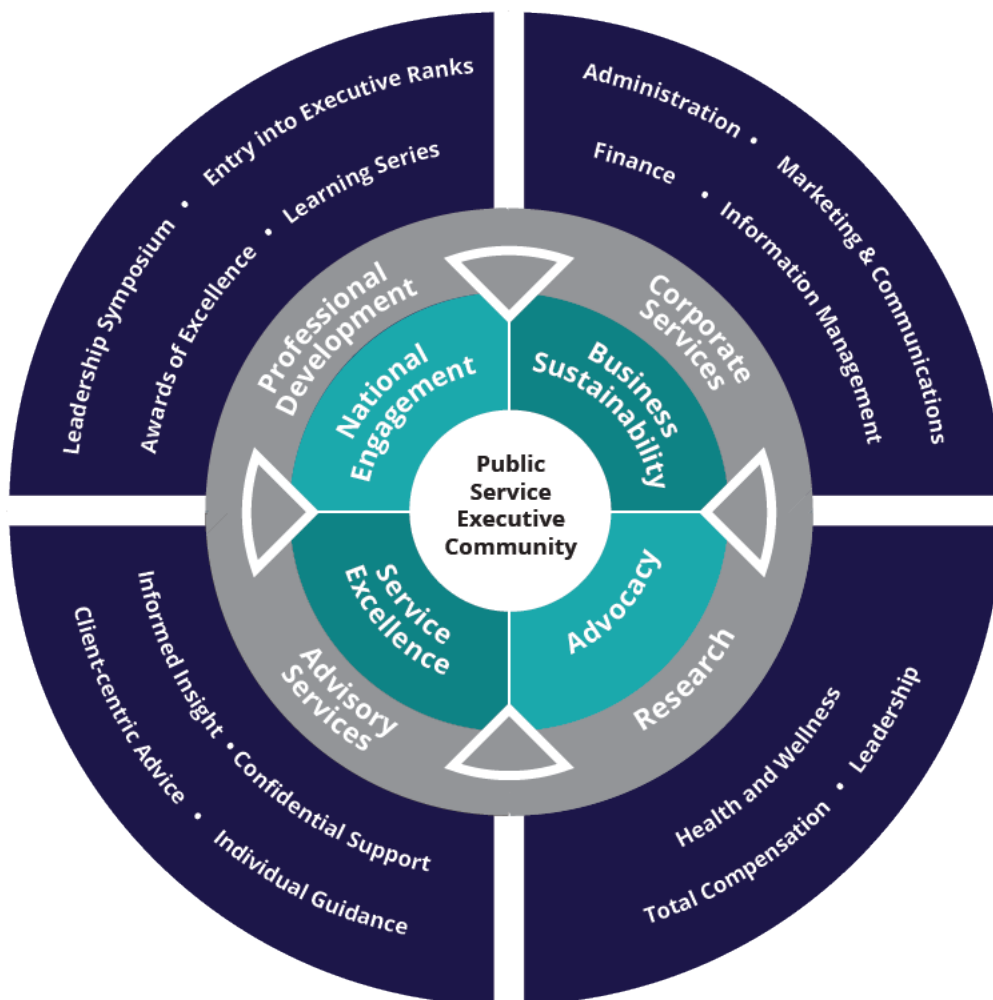 Leadership Symposium • Entry into Executive Ranks
Awards of Excellence • Learning Series
Administration • Marketing & Communications
Finance • Information Management
Professional
Development
Corporate
Services
National
Engagement
Business
Sustainability
Public
Service
Executive
Community
Service
Excellence
Advocacy
Advisory
Services
Research
Informed Insight • Confidential Support
Client-centric Advice • Individual Guidance
Health and Wellness
Total Compensation • Leadership